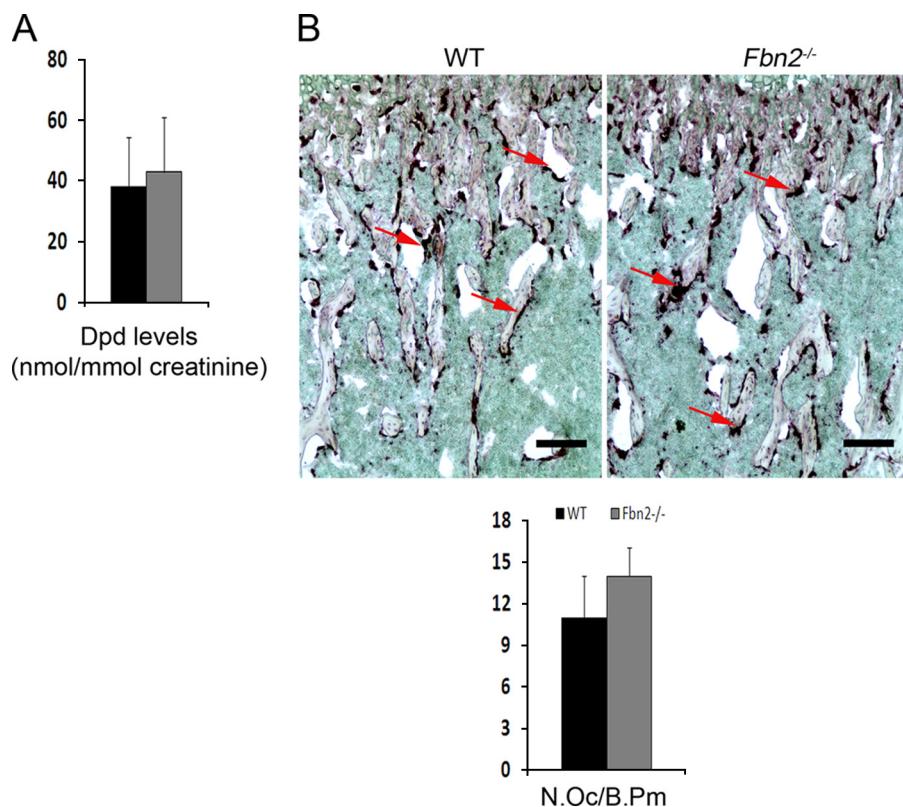 A
80
60
40
20
0
Dpd levels
(nmol/mmol creatinine)
B
WT
Fbn2-/-
WT Fbn2-/-
18
15
12
9
6
3
0
N.Oc/B.Pm